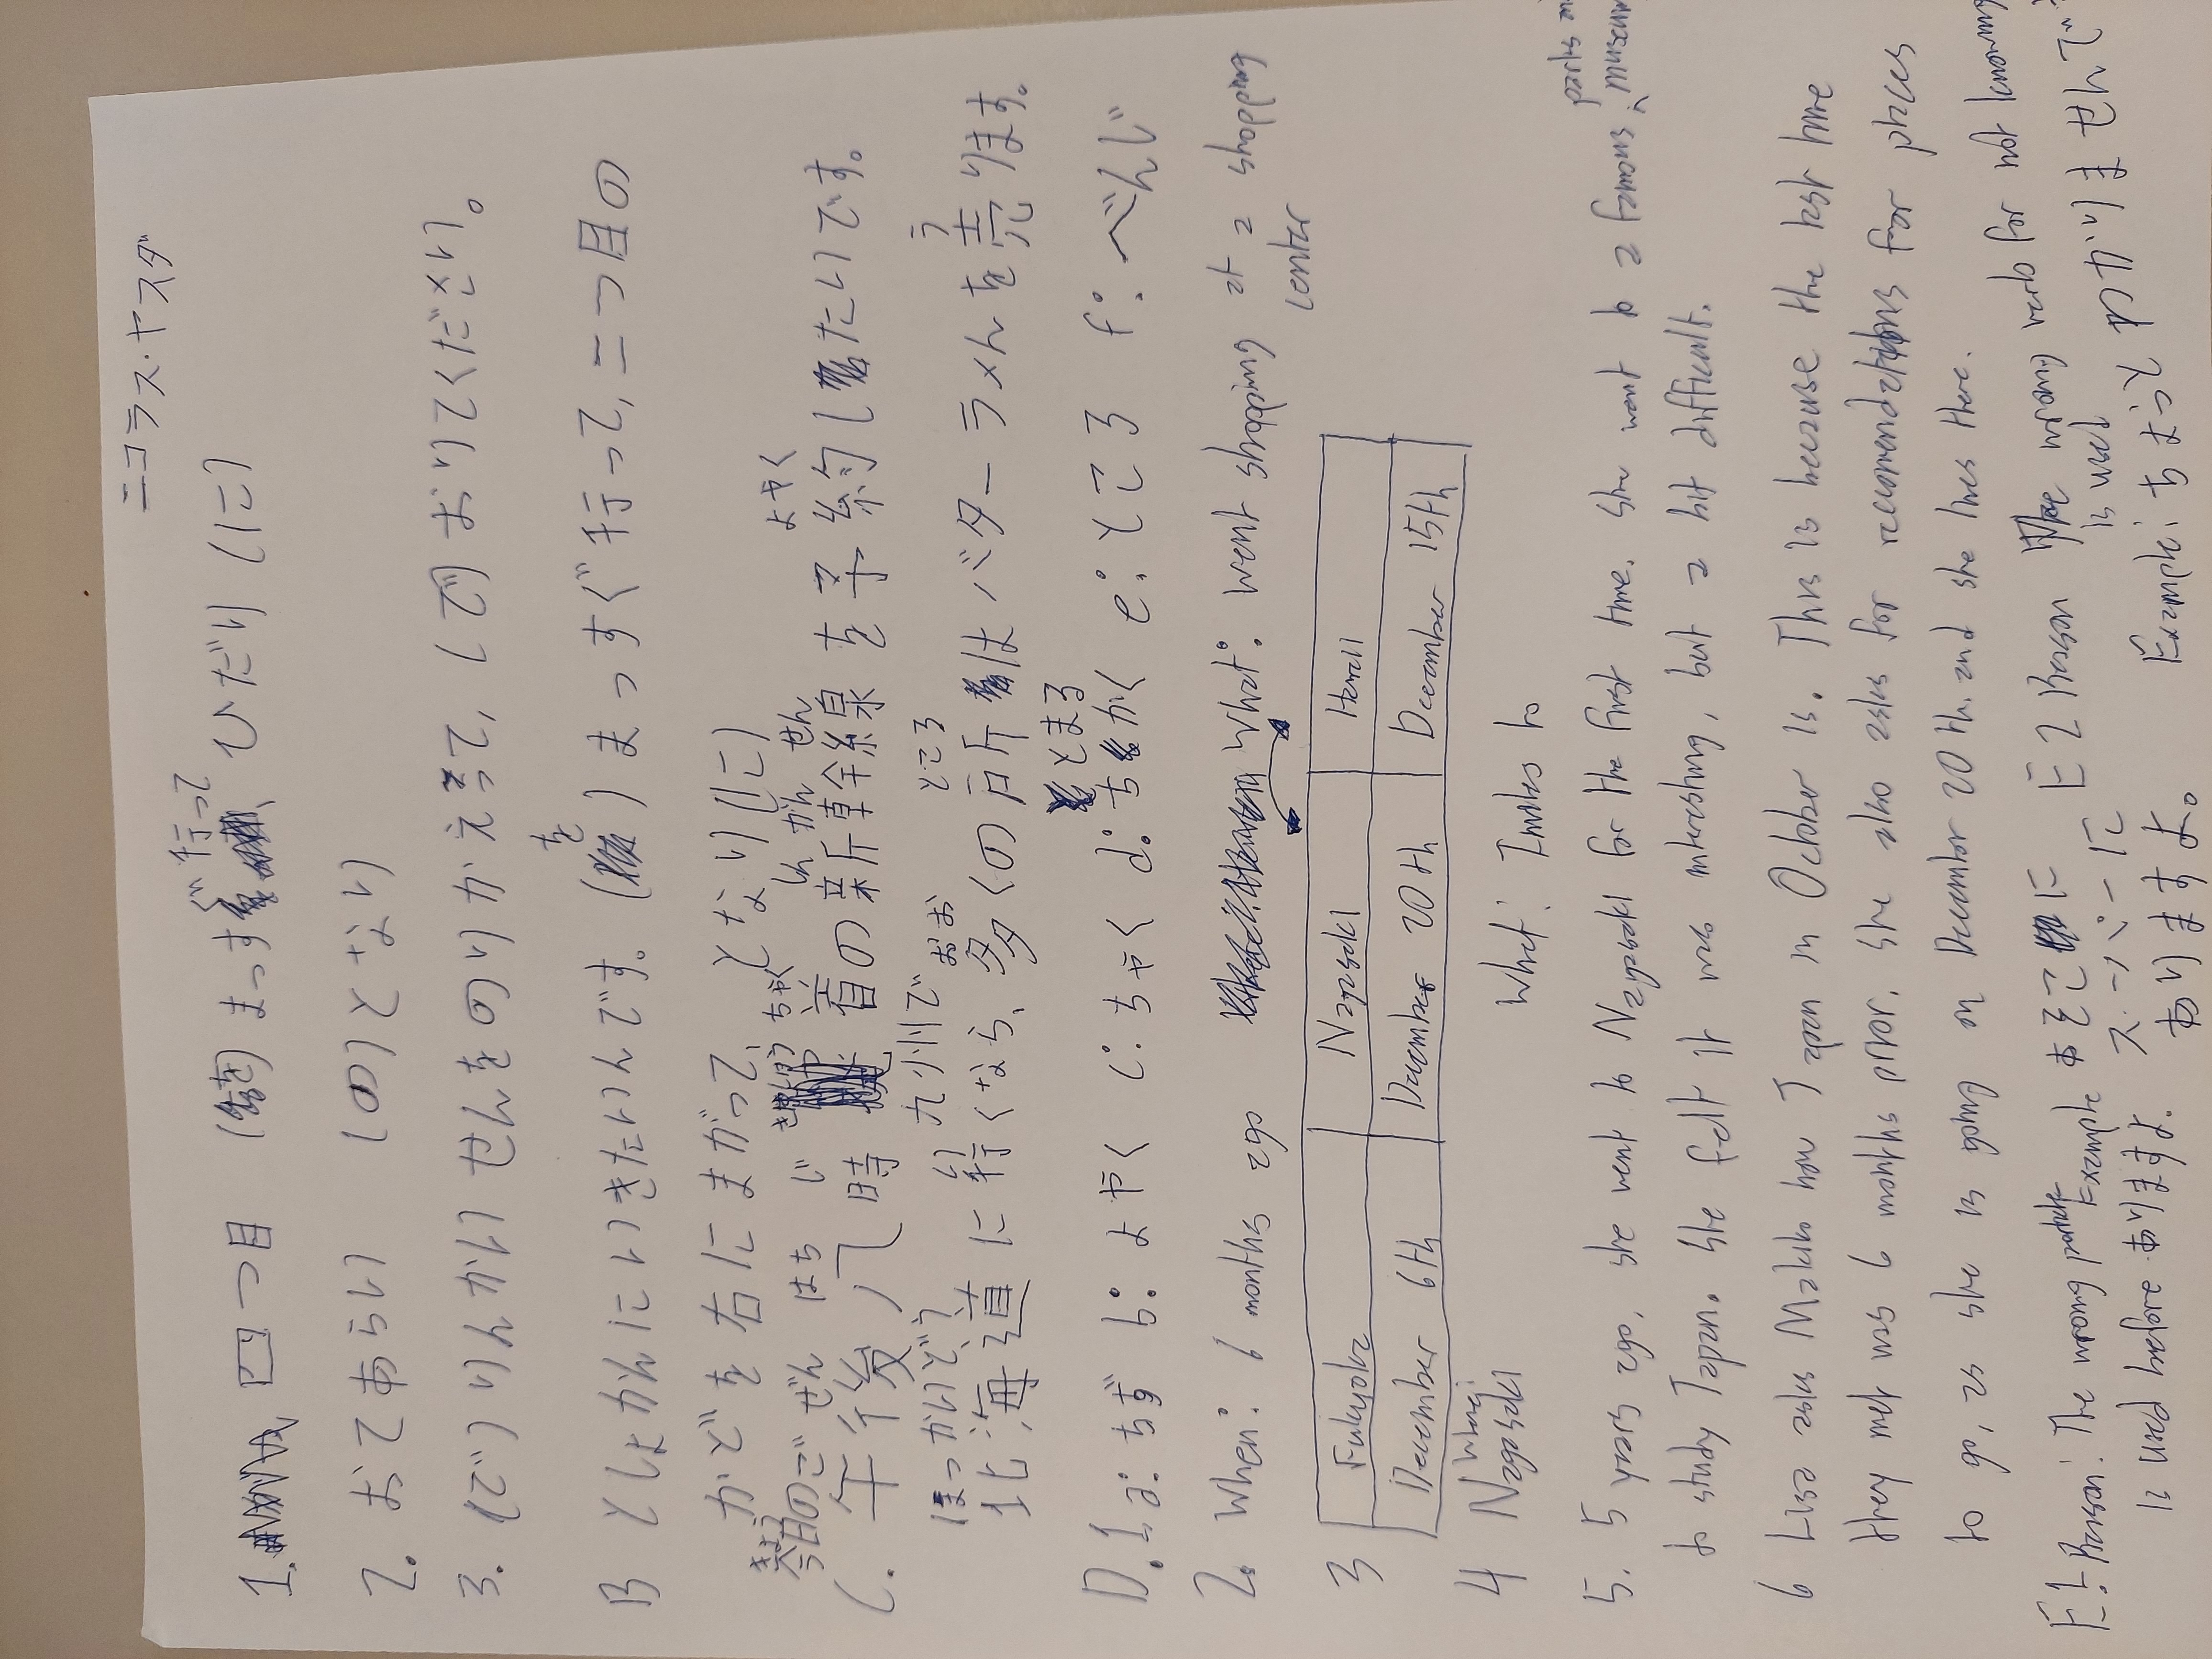 ニコラス・ヤスダ
1. 四つ目 (を) まっすぐ行って、ひだり (に)
2. おてあらい (の) となり
3. (で) りんかいせんをのりかえって, (で) おりてください。
B としょかんにいきたいんです。(を) まっすぐ行って, 二つ目の
かどを右にまがって、となり (に)
きょう ごぜん はち じ ちゃく しんかんせん よやく
C. 今日の午後八時着の新幹線を予約したいです。
ほっかいどう い 九州で おお ところ う
北海道に行くなら、多くの所はバターラメんを売ります。
とまる
D.1 a: ちず b: よやく c: ちゃく d: ちかく e: ところ f: べんじ
2. When: 6 months ago What: Went shopping at a shopping
center
3 Fukuoka Nagasaki Hawaii
December 6th December 20th December 15th
4 Where: Nagasaki What: Invites to
5. 5 years ago, she went to Nagasaki for the first time. She went to a famous parks museum
to study Japan. She felt it was interesting, but a bit difficult.
6 Lisa asks Makiko how Japan in October is. This is because the last time
they met was 6 months prior. She also asks for recomendations for places
to go, as she is going on December 20th. and she lives there.
E.1 Reason: The wrong particle
is used before ありますよ.
Example あそこに
スーパーに
ありますよ。
E 2 Reason The wrong verb for not knowing
is used
Example: ちょっとわかりませんで